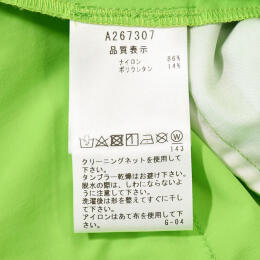 A267307
品質表示
ナイロン 86%
ポリウレタン 14%
143
クリーニングネットを使用して
下さい。
タンブラー乾燥はお避け下さい。
脱水の際は、しわにならない
ように注意して下さい。
洗濯後は形を整えてすぐに干し
て下さい。
アイロンはあて布を使用して
下さい。 G-04